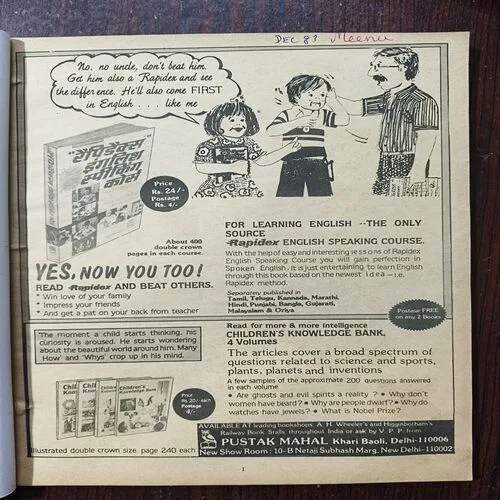 DEC 83 Meenu
No, no uncle, don't beat him.
Get him also a Rapidex and see
the difference. He'll also come FIRST
in English . . . like me
"रैपिडैक्स
इंगलिश
स्पीकिंग
कोर्स"
Price
Rs. 24/-
Postage
Rs. 4/-
About 400
double crown
pages in each course.
YES, NOW YOU TOO!
READ Rapidex AND BEAT OTHERS.
* Win love of your family
* Impress your friends
* And get a pat on your back from teacher
FOR LEARNING ENGLISH --THE ONLY
SOURCE
Rapidex ENGLISH SPEAKING COURSE.
With the help of easy and interesting lessons of Rapidex
English Speaking Course you will gain perfection in
Spoken English. It is just entertaining to learn English
through this book based on the newest idea — i.e.
Rapidex method.
Separately published in
Tamil, Telugu, Kannada, Marathi,
Hindi, Punjabi, Bangla, Gujarati,
Malayalam & Oriya
Postage FREE
on any 2 Books
The moment a child starts thinking, his
curiosity is aroused. He starts wondering
about the beautiful world around him. Many
'How' and 'Whys' crop up in his mind.
Children's
Knowledge Bank
Price
Rs. 20/- each
Postage
4/-
Illustrated double crown size page 240 each
Read for more & more intelligence
CHILDREN'S KNOWLEDGE BANK,
4 Volumes
The articles cover a broad spectrum of
questions related to science and sports,
plants, planets and inventions
A few samples of the approximate 200 questions answered
in each volume
• Are ghosts and evil spirits a reality ? • Why don't
women have beard? • Why are people dwarf? • Why do
watches have jewels? • What is Nobel Prize?
AVAILABLE AT leading bookshops. A. H. Wheeler's and Higginbotham's
Railway Book Stalls throughout India or ask by V. P. P. from
PUSTAK MAHAL Khari Baoli, Delhi-110006
New Show Room : 10-B Netaji Subhash Marg, New Delhi-110002
1